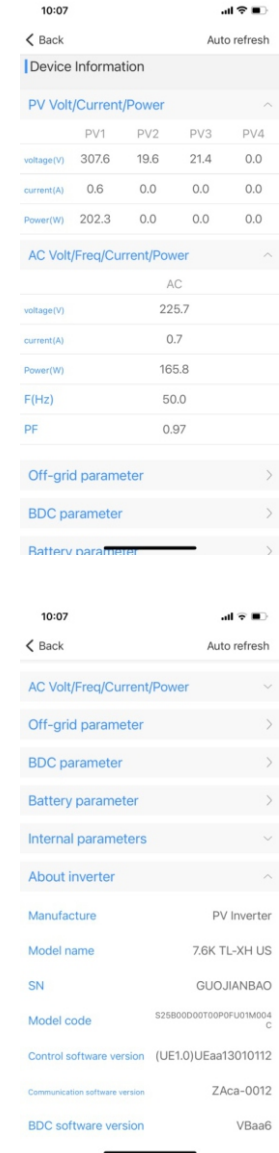 10:07
Back Auto refresh
Device Information
PV Volt/Current/Power
PV1 PV2 PV3 PV4
voltage(V) 307.6 19.6 21.4 0.0
current(A) 0.6 0.0 0.0 0.0
Power(W) 202.3 0.0 0.0 0.0
AC Volt/Freq/Current/Power
AC
voltage(V) 225.7
current(A) 0.7
Power(W) 165.8
F(Hz) 50.0
PF 0.97
Off-grid parameter
BDC parameter
Battery parameter
10:07
Back Auto refresh
AC Volt/Freq/Current/Power
Off-grid parameter
BDC parameter
Battery parameter
Internal parameters
About inverter
Manufacture PV Inverter
Model name 7.6K TL-XH US
SN GUOJIANBAO
Model code S25B00D00T00P0FU01M004
C
Control software version (UE1.0)UEaa13010112
Communication software version ZAca-0012
BDC software version VBaa6